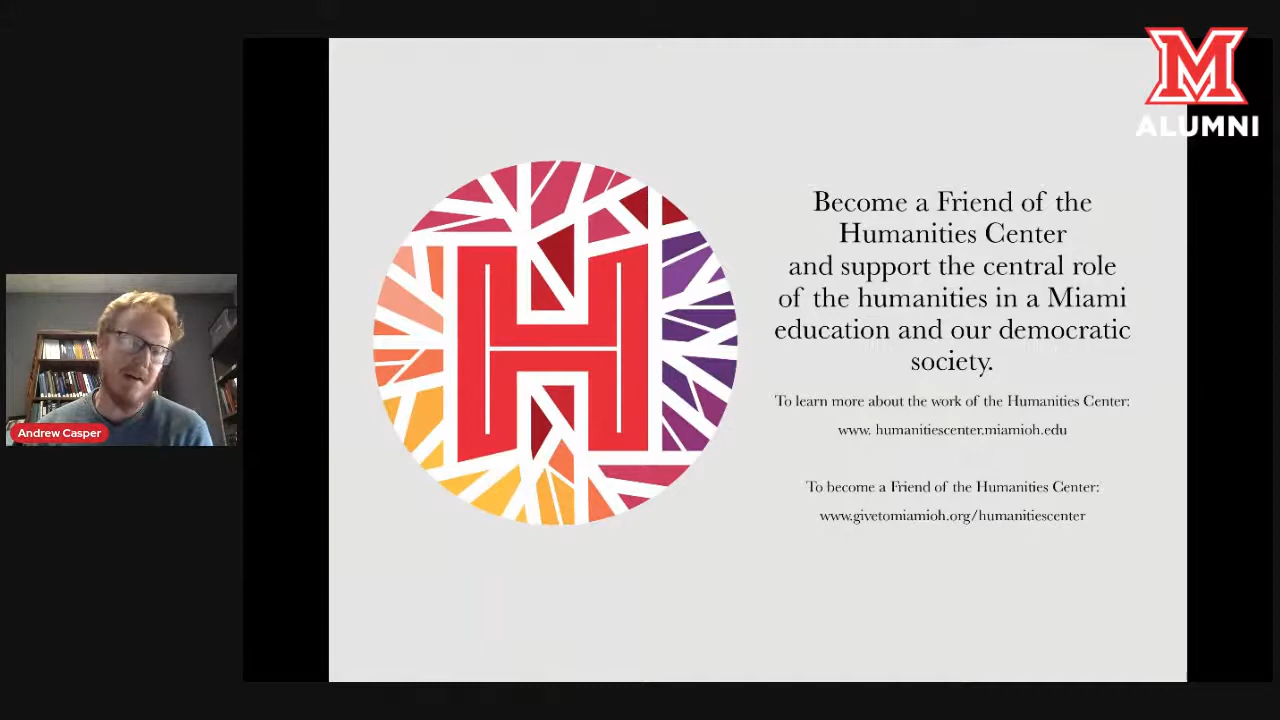 M
ALUMNI
Become a Friend of the
Humanities Center
and support the central role
of the humanities in a Miami
education and our democratic
society.
To learn more about the work of the Humanities Center:
www. humanitiescenter.miamioh.edu
To become a Friend of the Humanities Center:
www.givetomiamioh.org/humanitiescenter
H
Andrew Casper